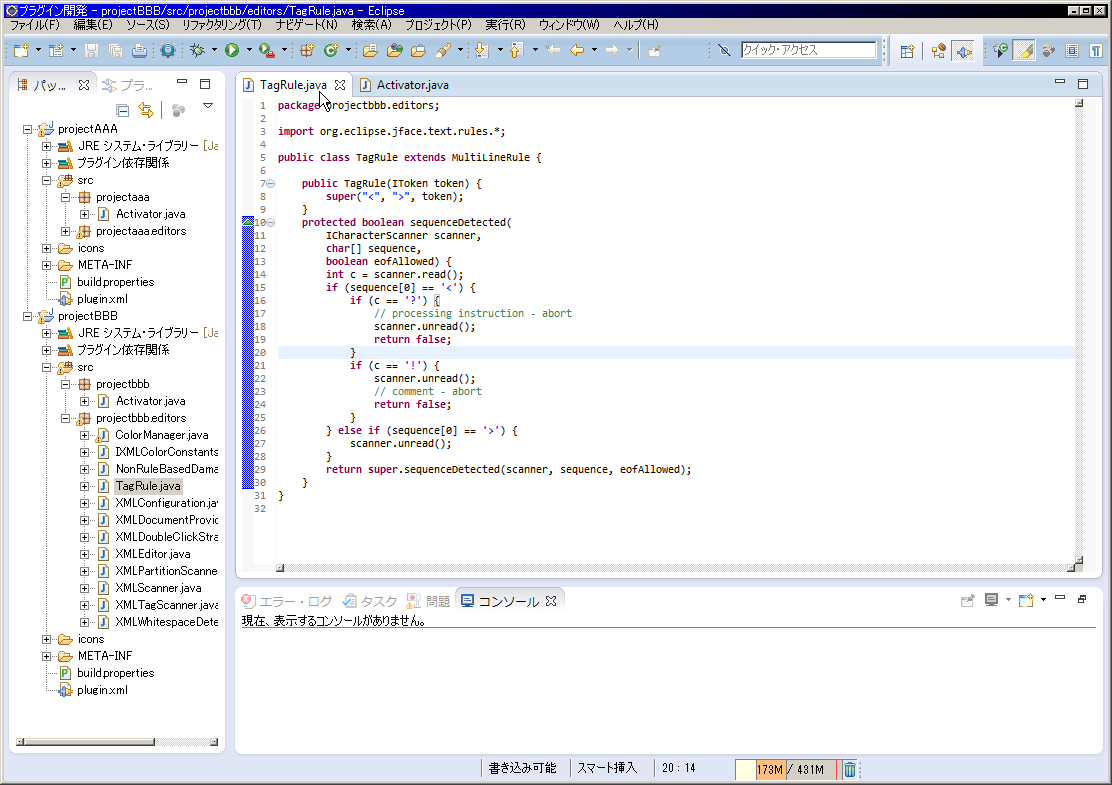 プラグイン開発 - projectBBB/src/projectbbb/editors/TagRule.java - Eclipse
ファイル(F) 編集(E) ソース(S) リファクタリング(T) ナビゲート(N) 検索(A) プロジェクト(P) 実行(R) ウィンドウ(W) ヘルプ(H)
クイック・アクセス
パッ... プラ...
projectAAA
JRE システム・ライブラリー [Ja
プラグイン依存関係
src
projectaaa
Activator.java
projectaaa.editors
icons
META-INF
build.properties
plugin.xml
projectBBB
JRE システム・ライブラリー [Ja
プラグイン依存関係
src
projectbbb
Activator.java
projectbbb.editors
ColorManager.java
IXMLColorConstants
NonRuleBasedDama
TagRule.java
XMLConfiguration.jav
XMLDocumentProvid
XMLDoubleClickStra
XMLEditor.java
XMLPartitionScanne
XMLScanner.java
XMLTagScanner.java
XMLWhitespaceDete
icons
META-INF
build.properties
plugin.xml
TagRule.java Activator.java
1 package projectbbb.editors;
2
3 import org.eclipse.jface.text.rules.*;
4
5 public class TagRule extends MultiLineRule {
6
7 public TagRule(IToken token) {
8 super("<", ">", token);
9 }
10 protected boolean sequenceDetected(
11 ICharacterScanner scanner,
12 char[] sequence,
13 boolean eofAllowed) {
14 int c = scanner.read();
15 if (sequence[0] == '<') {
16 if (c == '?') {
17 // processing instruction - abort
18 scanner.unread();
19 return false;
20 }
21 if (c == '!') {
22 scanner.unread();
23 // comment - abort
24 return false;
25 }
26 } else if (sequence[0] == '>') {
27 scanner.unread();
28 }
29 return super.sequenceDetected(scanner, sequence, eofAllowed);
30 }
31 }
32
エラー・ログ タスク 問題 コンソール
現在、表示するコンソールがありません。
書き込み可能 スマート挿入 20 : 14 173M / 431M